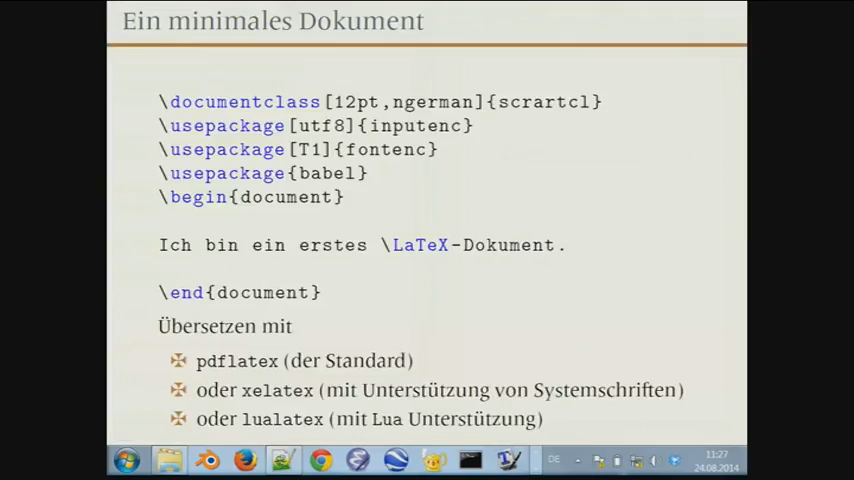 Ein minimales Dokument
\documentclass[12pt,ngerman]{scrartcl}
\usepackage[utf8]{inputenc}
\usepackage[T1]{fontenc}
\usepackage{babel}
\begin{document}
Ich bin ein erstes \LaTeX-Dokument.
\end{document}
Übersetzen mit
pdflatex (der Standard)
oder xelatex (mit Unterstützung von Systemschriften)
oder lualatex (mit Lua Unterstützung)
DE
11:27
24.08.2014